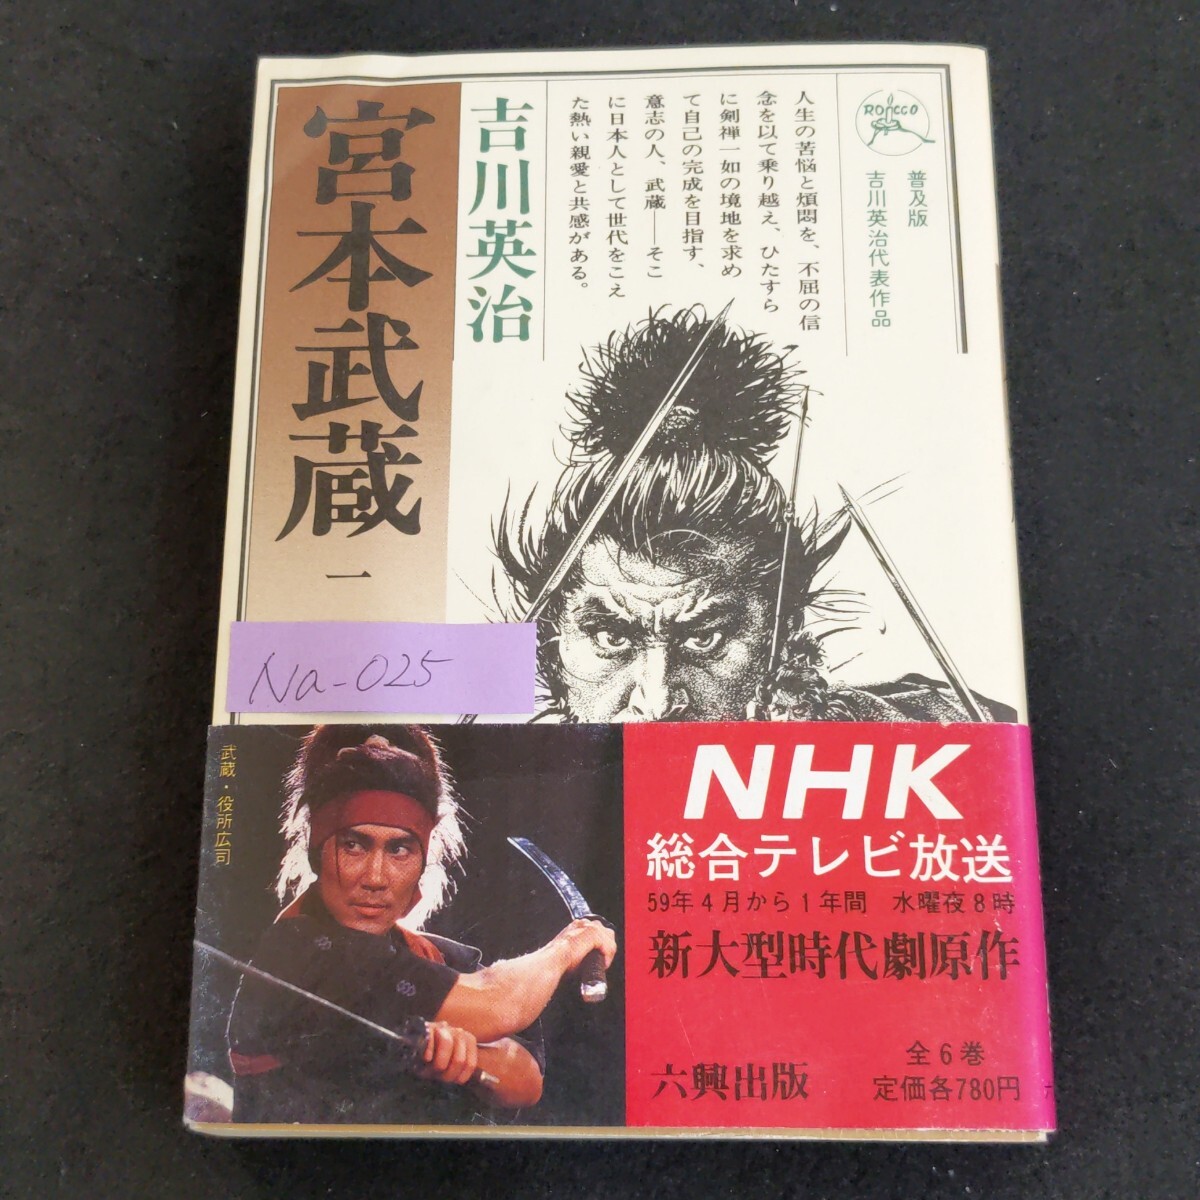 ROCCO
普及版
吉川英治代表作品
人生の苦悩と煩悶を、不屈の信
念を以て乗り越え、ひたすら
に剣禅一如の境地を求め
て自己の完成を目指す、
意志の人、武蔵――そこ
に日本人として世代をこえ
た熱い親愛と共感がある。
吉川英治
宮本武蔵
一
Na-025
武蔵・役所広司
NHK
総合テレビ放送
59年4月から1年間 水曜夜8時
新大型時代劇原作
全6巻
定価各780円
六興出版